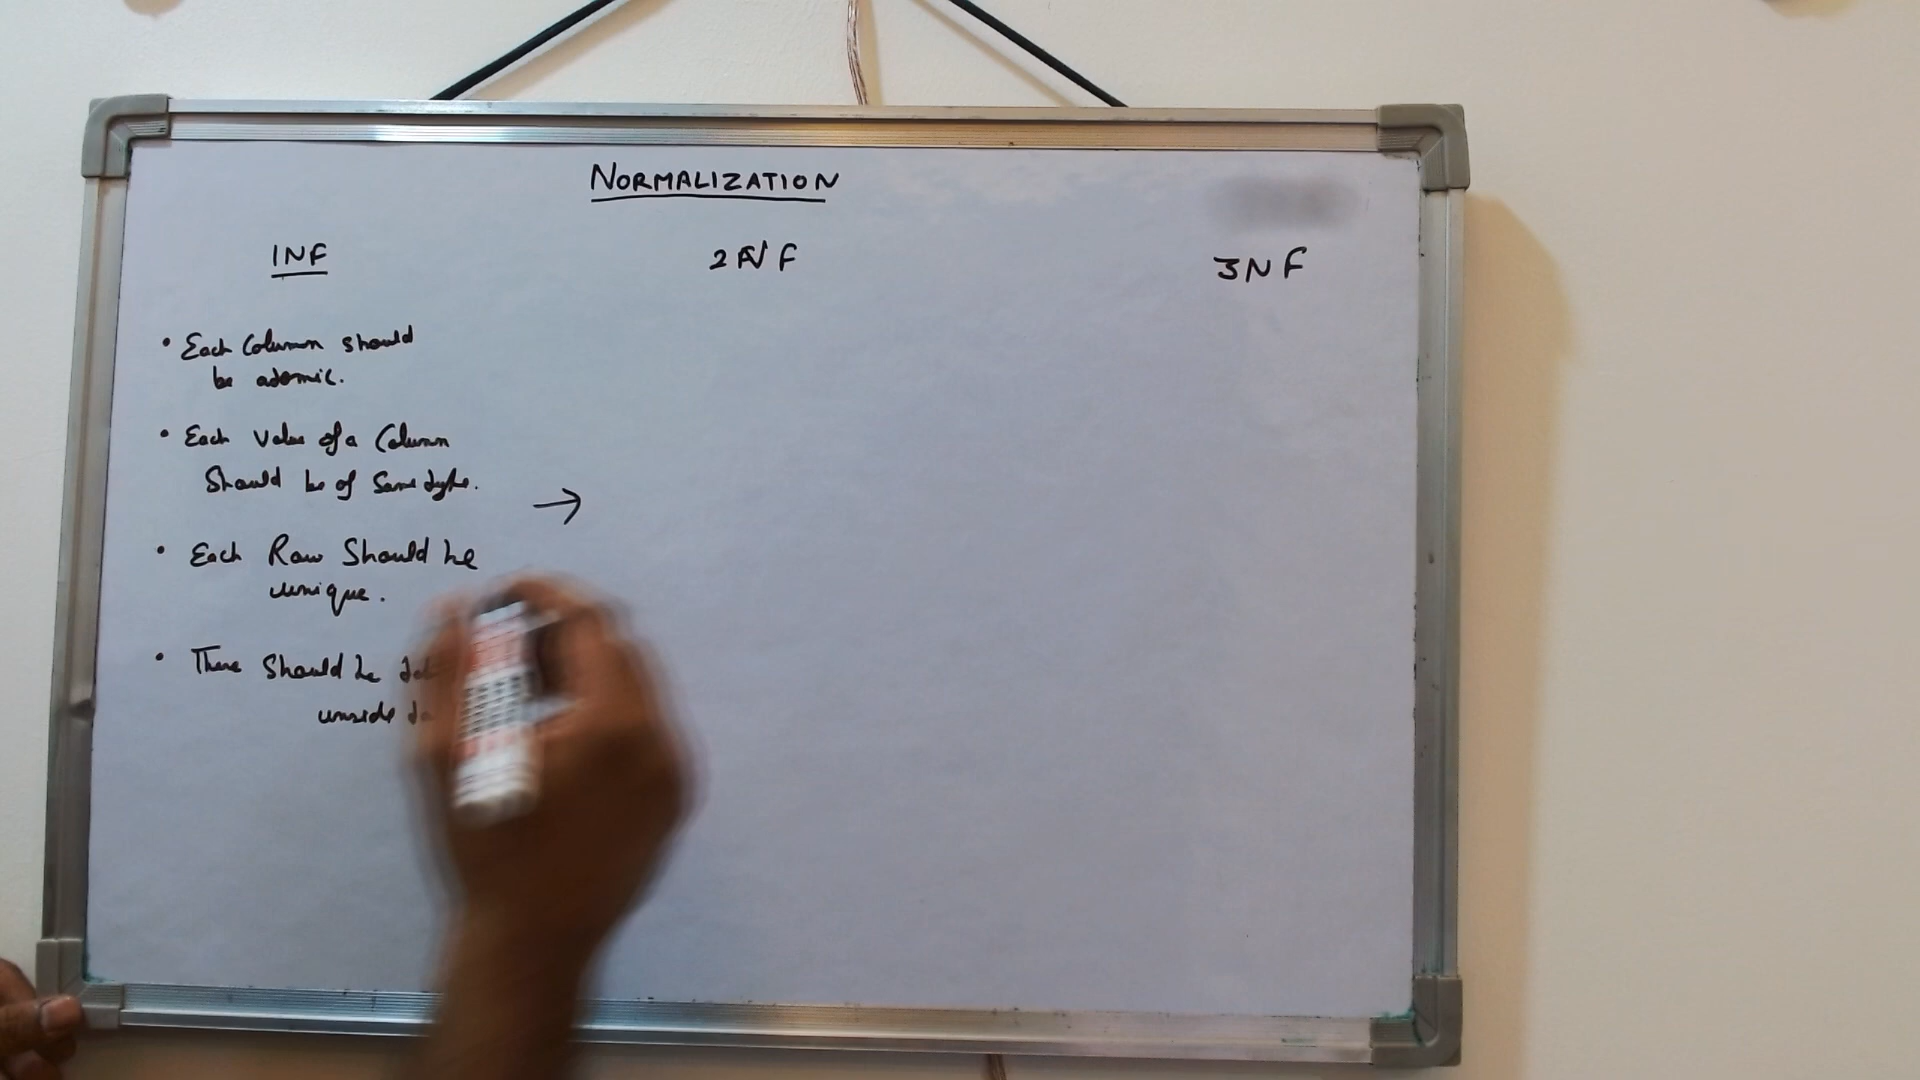 NORMALIZATION
1NF
2NF
3NF
• Each Column should
be atomic.
• Each value of a Column
Should be of Same type.
→
• Each Row Should be
unique.
• There Should be
inside